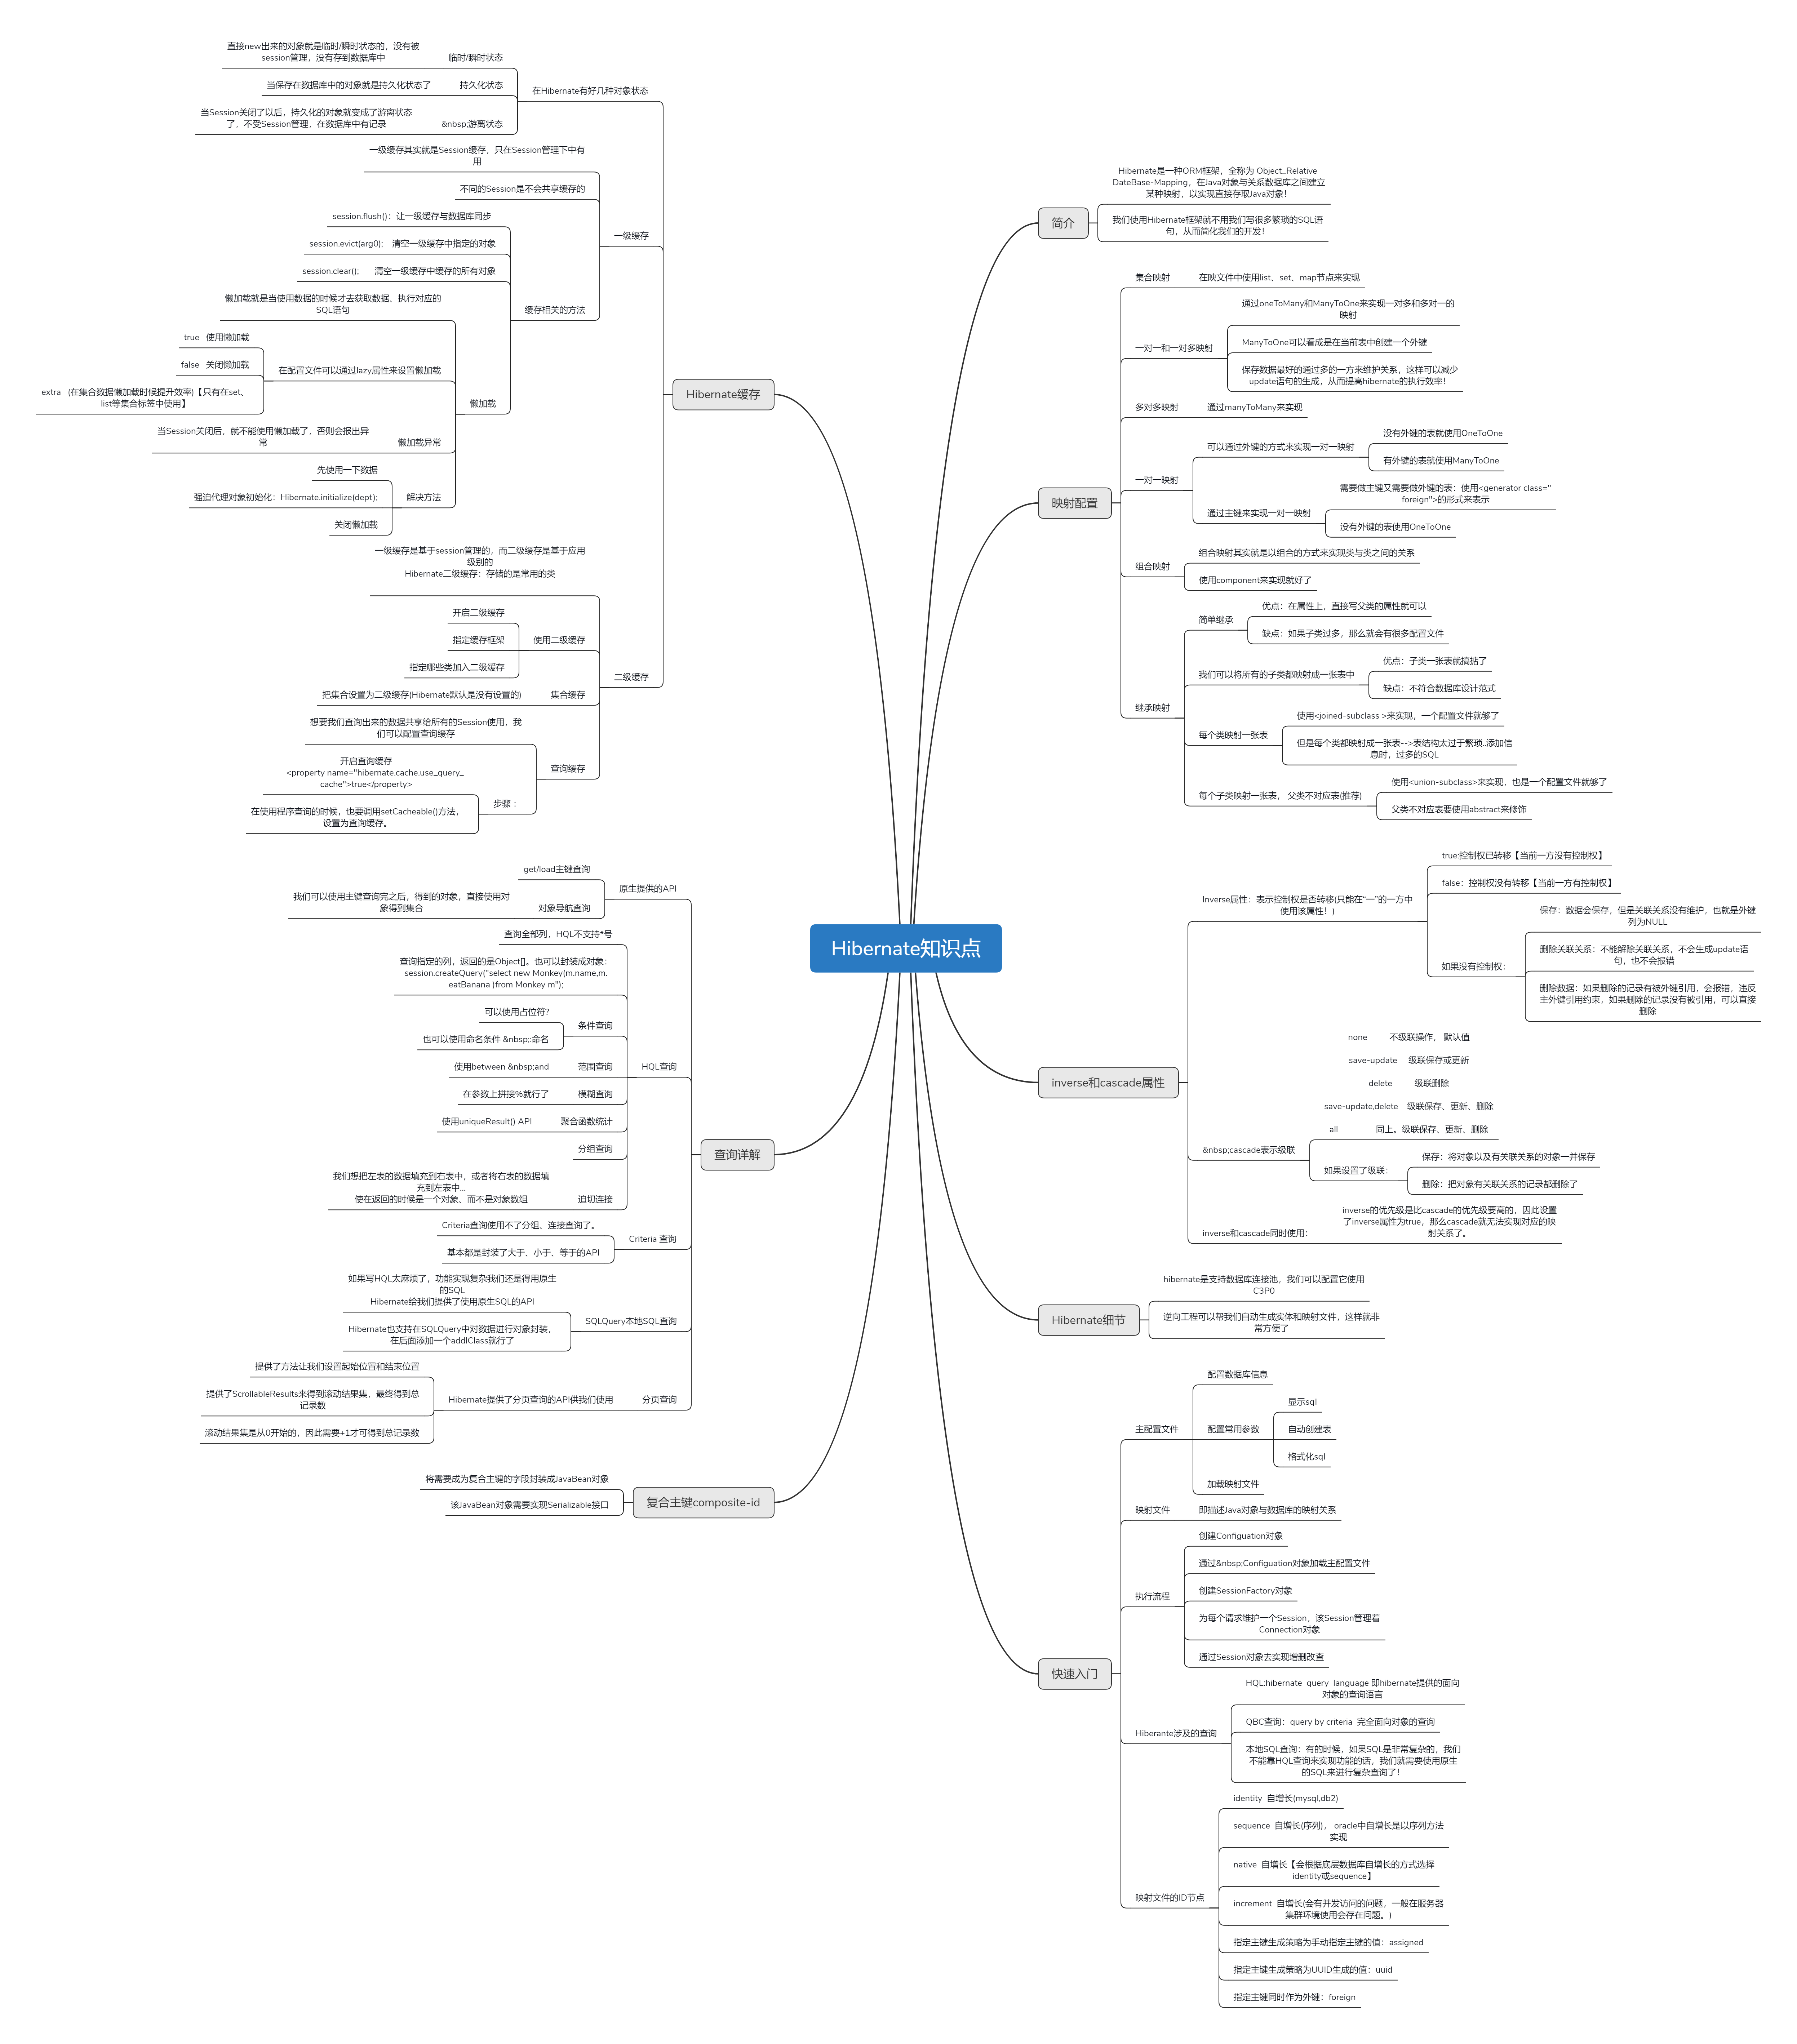 Hibernate知识点
简介
Hibernate是一种ORM框架，全称为 Object_Relative
DateBase-Mapping，在Java对象与关系数据库之间建立
某种映射，以实现直接存取Java对象！
我们使用Hibernate框架就不用我们写很多繁琐的SQL语
句，从而简化我们的开发！
映射配置
集合映射
在映文件中使用list、set、map节点来实现
一对一和一对多映射
通过oneToMany和ManyToOne来实现一对多和多对一的
映射
ManyToOne可以看成是在当前表中创建一个外键
保存数据最好的通过多的一方来维护关系，这样可以减少
update语句的生成，从而提高hibernate的执行效率！
多对多映射
通过manyToMany来实现
一对一映射
可以通过外键的方式来实现一对一映射
没有外键的表就使用OneToOne
有外键的表就使用ManyToOne
通过主键来实现一对一映射
需要做主键又需要做外键的表：使用<generator class="
foreign">的形式来表示
没有外键的表使用OneToOne
组合映射
组合映射其实就是以组合的方式来实现类与类之间的关系
使用component来实现就好了
继承映射
简单继承
优点：在属性上，直接写父类的属性就可以
缺点：如果子类过多，那么就会有很多配置文件
我们可以将所有的子类都映射成一张表中
优点：子类一张表就搞掂了
缺点：不符合数据库设计范式
每个类映射一张表
使用<joined-subclass >来实现，一个配置文件就够了
但是每个类都映射成一张表-->表结构太过于繁琐..添加信
息时，过多的SQL
每个子类映射一张表， 父类不对应表(推荐)
使用<union-subclass>来实现，也是一个配置文件就够了
父类不对应表要使用abstract来修饰
inverse和cascade属性
Inverse属性：表示控制权是否转移(只能在“一”的一方中
使用该属性！)
true:控制权已转移【当前一方没有控制权】
false：控制权没有转移【当前一方有控制权】
如果没有控制权：
保存：数据会保存，但是关联关系没有维护，也就是外键
列为NULL
删除关联关系：不能解除关联关系，不会生成update语
句，也不会报错
删除数据：如果删除的记录有被外键引用，会报错，违反
主外键引用约束，如果删除的记录没有被引用，可以直接
删除
&nbsp;cascade表示级联
none 不级联操作， 默认值
save-update 级联保存或更新
delete 级联删除
save-update,delete 级联保存、更新、删除
all 同上。级联保存、更新、删除
如果设置了级联：
保存：将对象以及有关联关系的对象一并保存
删除：把对象有关联关系的记录都删除了
inverse和cascade同时使用：
inverse的优先级是比cascade的优先级要高的，因此设置
了inverse属性为true，那么cascade就无法实现对应的映
射关系了。
Hibernate细节
hibernate是支持数据库连接池，我们可以配置它使用
C3P0
逆向工程可以帮我们自动生成实体和映射文件，这样就非
常方便了
快速入门
主配置文件
配置数据库信息
配置常用参数
显示sql
自动创建表
格式化sql
加载映射文件
映射文件
即描述Java对象与数据库的映射关系
执行流程
创建Configuation对象
通过&nbsp;Configuation对象加载主配置文件
创建SessionFactory对象
为每个请求维护一个Session，该Session管理着
Connection对象
通过Session对象去实现增删改查
Hiberante涉及的查询
HQL:hibernate query language 即hibernate提供的面向
对象的查询语言
QBC查询：query by criteria 完全面向对象的查询
本地SQL查询：有的时候，如果SQL是非常复杂的，我们
不能靠HQL查询来实现功能的话，我们就需要使用原生
的SQL来进行复杂查询了！
映射文件的ID节点
identity 自增长(mysql,db2)
sequence 自增长(序列)， oracle中自增长是以序列方法
实现
native 自增长【会根据底层数据库自增长的方式选择
identity或sequence】
increment 自增长(会有并发访问的问题，一般在服务器
集群环境使用会存在问题。)
指定主键生成策略为手动指定主键的值：assigned
指定主键生成策略为UUID生成的值：uuid
指定主键同时作为外键：foreign
Hibernate缓存
在Hibernate有好几种对象状态
临时/瞬时状态
直接new出来的对象就是临时/瞬时状态的，没有被
session管理，没有存到数据库中
持久化状态
当保存在数据库中的对象就是持久化状态了
&nbsp;游离状态
当Session关闭了以后，持久化的对象就变成了游离状态
了，不受Session管理，在数据库中有记录
一级缓存
一级缓存其实就是Session缓存，只在Session管理下中有
用
不同的Session是不会共享缓存的
缓存相关的方法
session.flush()：让一级缓存与数据库同步
session.evict(arg0); 清空一级缓存中指定的对象
session.clear(); 清空一级缓存中缓存的所有对象
懒加载
懒加载就是当使用数据的时候才去获取数据、执行对应的
SQL语句
在配置文件可以通过lazy属性来设置懒加载
true 使用懒加载
false 关闭懒加载
extra (在集合数据懒加载时候提升效率)【只有在set、
list等集合标签中使用】
懒加载异常
当Session关闭后，就不能使用懒加载了，否则会报出异
常
解决方法
先使用一下数据
强迫代理对象初始化：Hibernate.initialize(dept);
关闭懒加载
二级缓存
一级缓存是基于session管理的，而二级缓存是基于应用
级别的
Hibernate二级缓存：存储的是常用的类
使用二级缓存
开启二级缓存
指定缓存框架
指定哪些类加入二级缓存
集合缓存
把集合设置为二级缓存(Hibernate默认是没有设置的)
查询缓存
想要我们查询出来的数据共享给所有的Session使用，我
们可以配置查询缓存
步骤 ：
开启查询缓存
<property name="hibernate.cache.use_query_
cache">true</property>
在使用程序查询的时候，也要调用setCacheable()方法，
设置为查询缓存。
查询详解
原生提供的API
get/load主键查询
对象导航查询
我们可以使用主键查询完之后，得到的对象，直接使用对
象得到集合
HQL查询
查询全部列，HQL不支持*号
查询指定的列，返回的是Object[]。也可以封装成对象：
session.createQuery("select new Monkey(m.name,m.
eatBanana )from Monkey m");
条件查询
可以使用占位符?
也可以使用命名条件 &nbsp;:命名
范围查询
使用between &nbsp;and
模糊查询
在参数上拼接%就行了
聚合函数统计
使用uniqueResult() API
分组查询
迫切连接
我们想把左表的数据填充到右表中，或者将右表的数据填
充到左表中...
使在返回的时候是一个对象、而不是对象数组
Criteria 查询
Criteria查询使用不了分组、连接查询了。
基本都是封装了大于、小于、等于的API
SQLQuery本地SQL查询
如果写HQL太麻烦了，功能实现复杂我们还是得用原生
的SQL
Hibernate给我们提供了使用原生SQL的API
Hibernate也支持在SQLQuery中对数据进行对象封装，
在后面添加一个addIClass就行了
分页查询
Hibernate提供了分页查询的API供我们使用
提供了方法让我们设置起始位置和结束位置
提供了ScrollableResults来得到滚动结果集，最终得到总
记录数
滚动结果集是从0开始的，因此需要+1才可得到总记录数
复合主键composite-id
将需要成为复合主键的字段封装成JavaBean对象
该JavaBean对象需要实现Serializable接口